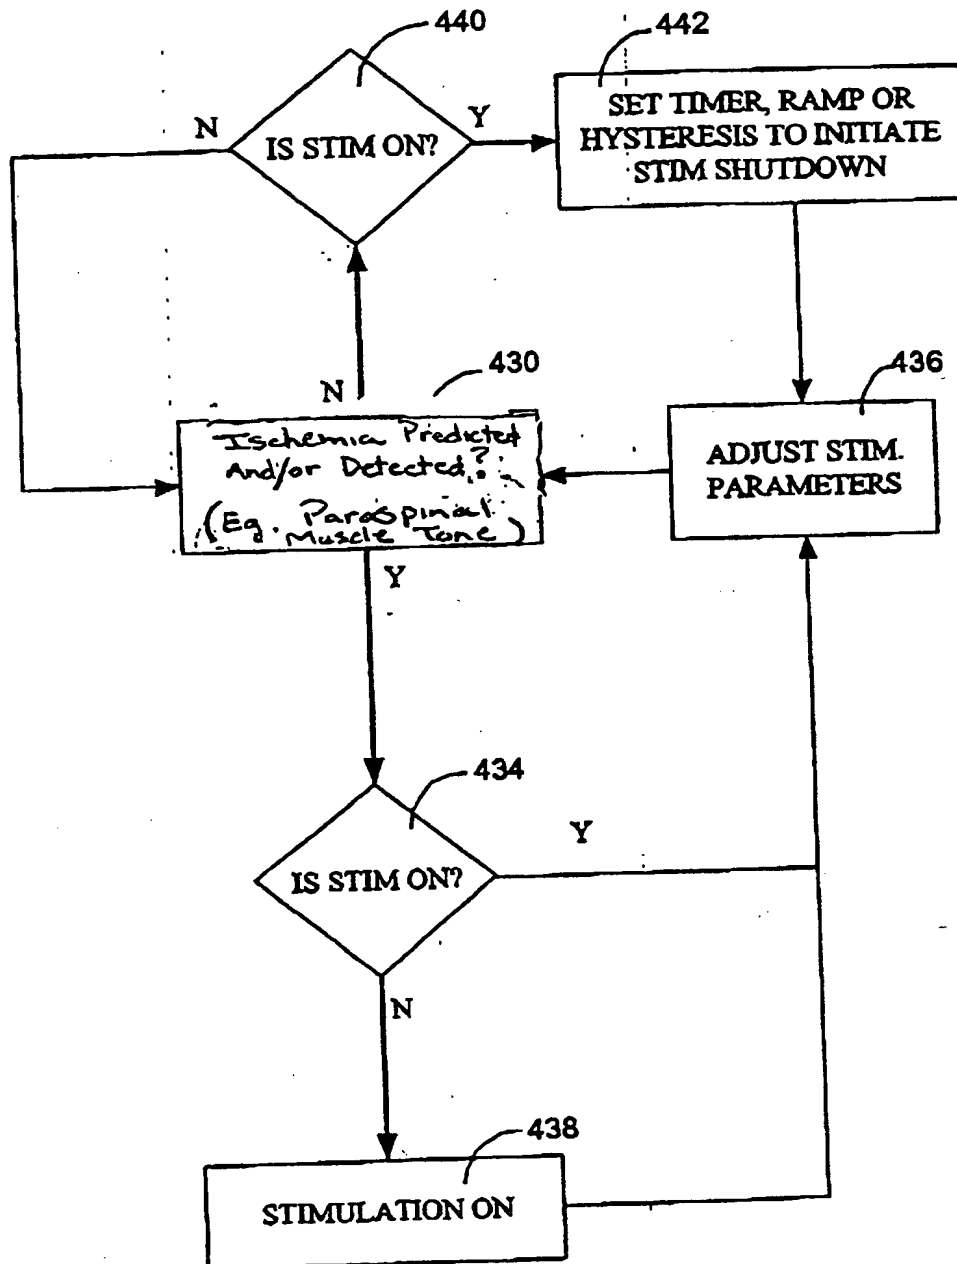 440
442
N
IS STIM ON?
Y
SET TIMER, RAMP OR
HYSTERESIS TO INITIATE
STIM SHUTDOWN
N
430
436
Ischemia Predicted
And/or Detected?
(Eg. Paraspinal
Muscle Tone)
ADJUST STIM.
PARAMETERS
Y
434
IS STIM ON?
Y
N
438
STIMULATION ON